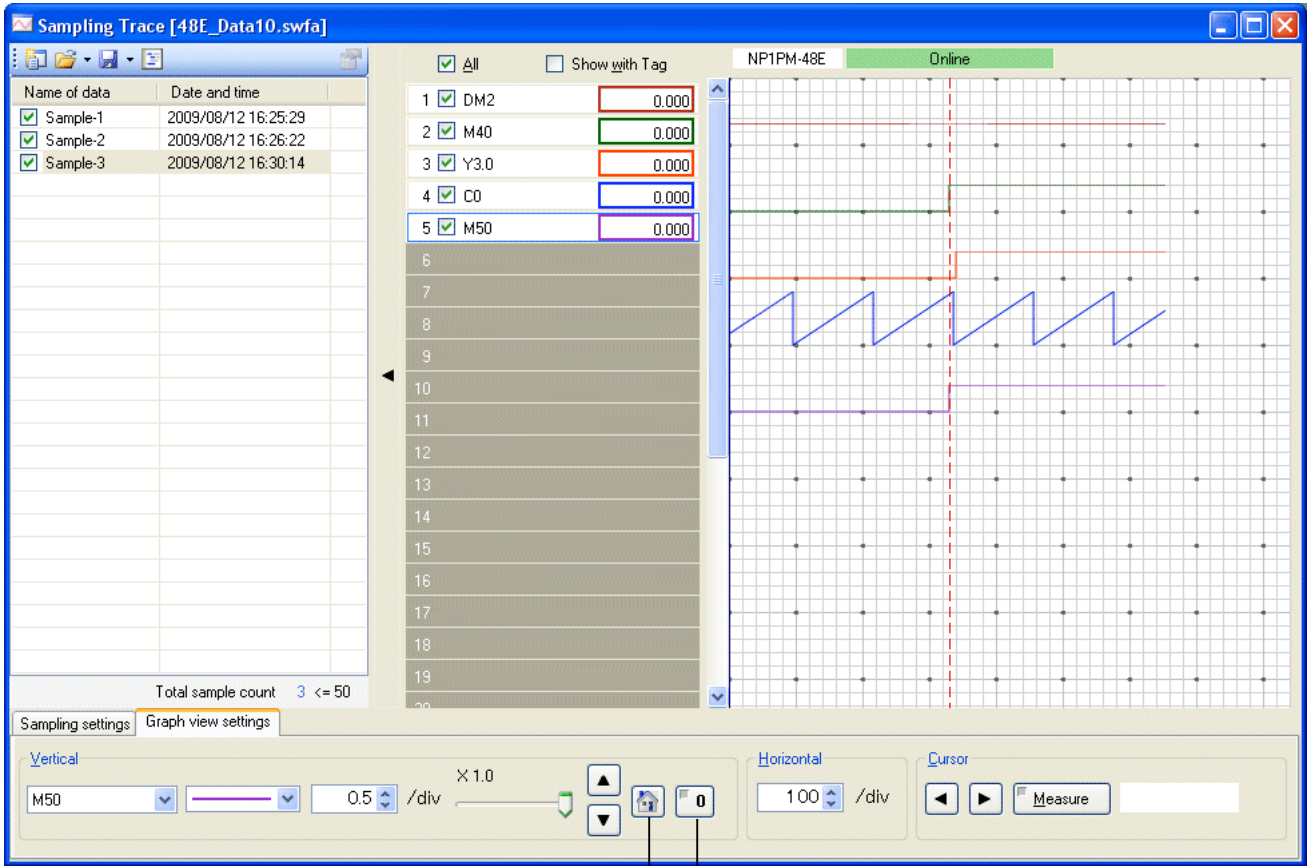 Sampling Trace [48E_Data10.swfa]
Name of data Date and time
Sample-1 2009/08/12 16:25:29
Sample-2 2009/08/12 16:26:22
Sample-3 2009/08/12 16:30:14
Total sample count 3 <= 50
All Show with Tag
1 DM2 0.000
2 M40 0.000
3 Y3.0 0.000
4 C0 0.000
5 M50 0.000
6
7
8
9
10
11
12
13
14
15
16
17
18
19
20
NP1PM-48E Online
Sampling settings Graph view settings
Vertical
M50 0.5 /div X 1.0 0
Horizontal
100 /div
Cursor
Measure